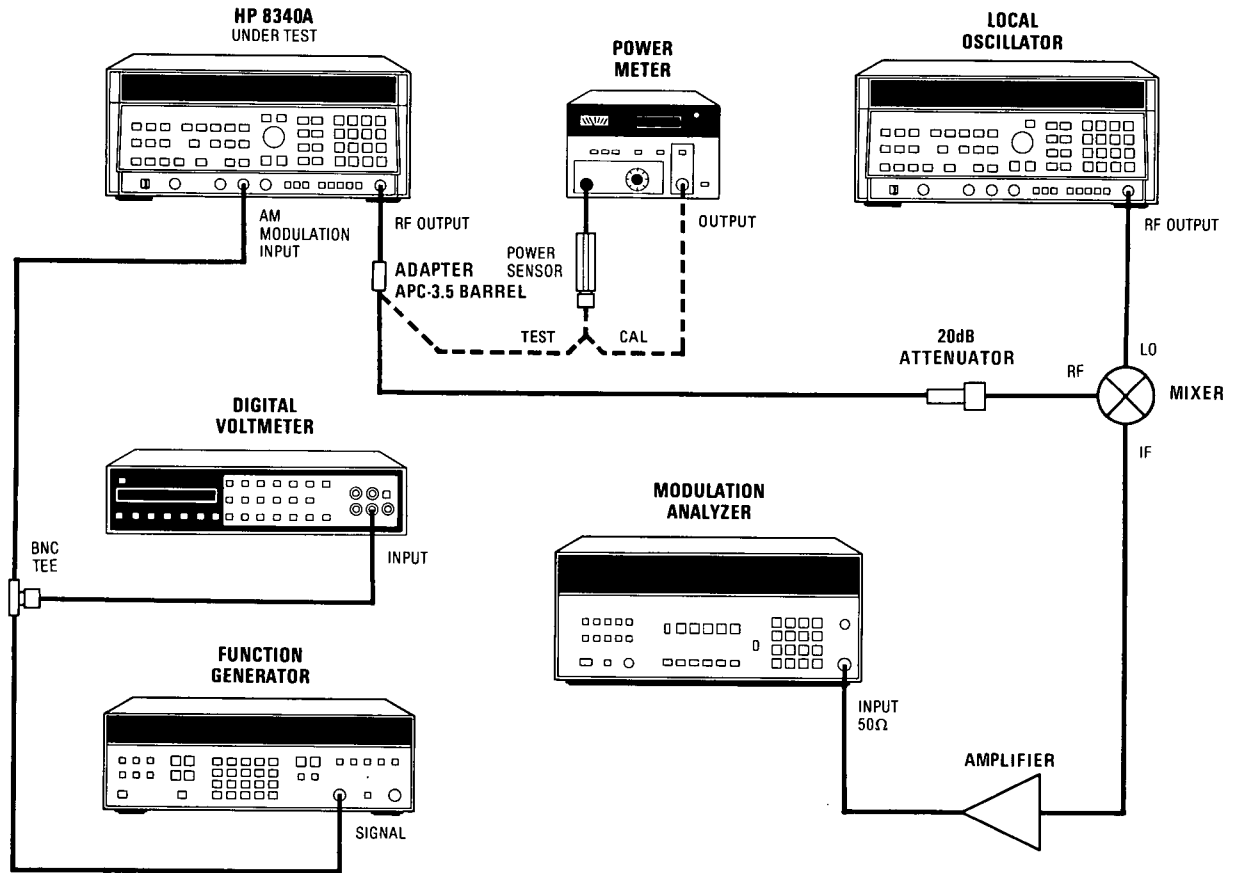 HP 8340A
UNDER TEST
POWER
METER
LOCAL
OSCILLATOR
AM
MODULATION
INPUT
RF OUTPUT
POWER
SENSOR
OUTPUT
RF OUTPUT
ADAPTER
APC-3.5 BARREL
TEST
CAL
20dB
ATTENUATOR
RF
LO
MIXER
IF
DIGITAL
VOLTMETER
INPUT
BNC
TEE
MODULATION
ANALYZER
INPUT
50Ω
FUNCTION
GENERATOR
SIGNAL
AMPLIFIER